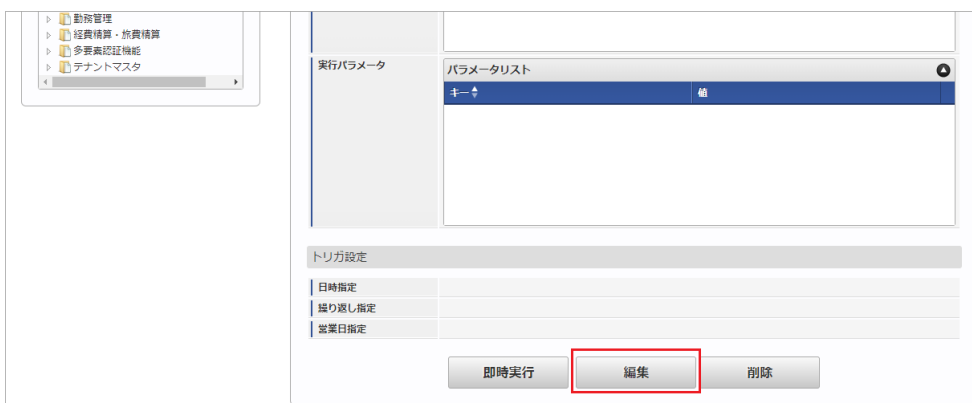 勤務管理
経費精算・旅費精算
多要素認証機能
テナントマスタ
実行パラメータ
パラメータリスト
キー 値
トリガ設定
日時指定
繰り返し指定
営業日指定
即時実行 編集 削除